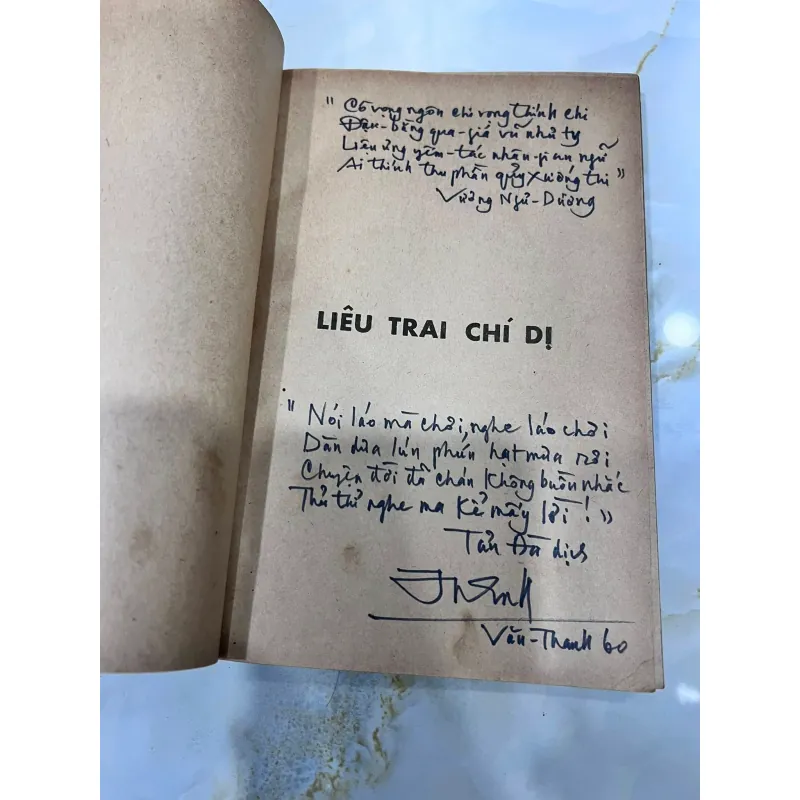 "Cô vọng ngôn chi vọng thính chi
Đậu-bằng qua-giá vũ như ty
Liệu ưng yếm-tác nhân-gian ngữ
Ái thính thu phần quỷ xướng thi"
Vương Ngư-Dương
LIÊU TRAI CHÍ DỊ
"Nói láo mà chơi, nghe láo chơi
Dàn dưa lún phún hạt mưa rơi
Chuyện đời đã chán không buồn nhắc
Thủ thỉ nghe ma kể mấy lời!"
Tản Đà dịch
Văn-Thanh 60